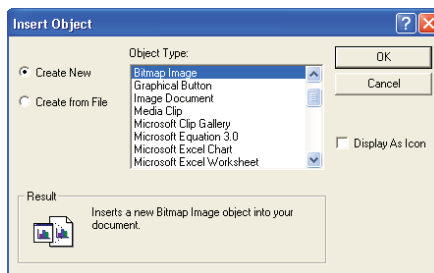 Insert Object
Object Type:
Create New
Create from File
Bitmap Image
Graphical Button
Image Document
Media Clip
Microsoft Clip Gallery
Microsoft Equation 3.0
Microsoft Excel Chart
Microsoft Excel Worksheet
OK
Cancel
Display As Icon
Result
Inserts a new Bitmap Image object into your
document.